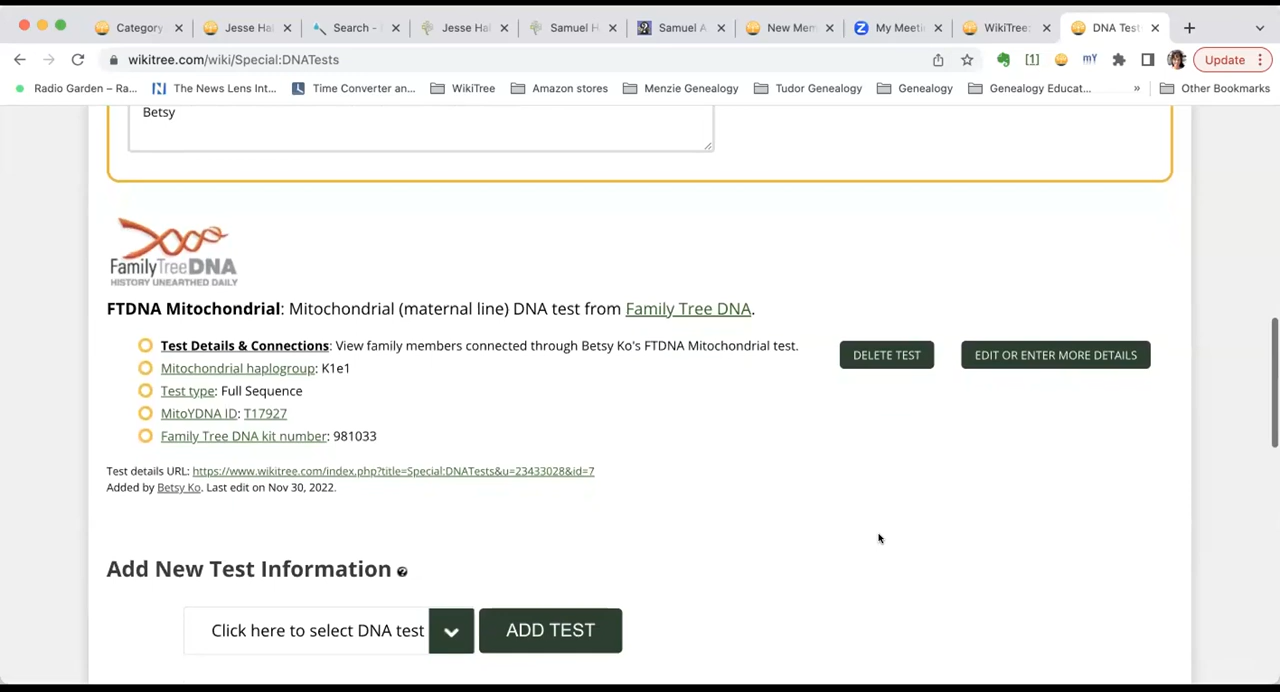 Category
Jesse Ha
Search -
Jesse Hal
Samuel H
Samuel A
New Mem
My Meeti
WikiTree:
DNA Test
wikitree.com/wiki/Special:DNATests
[1]
mY
Update
Radio Garden – Ra...
N
The News Lens Int...
Time Converter an...
WikiTree
Amazon stores
Menzie Genealogy
Tudor Genealogy
Genealogy
Genealogy Educat...
»
Other Bookmarks
Betsy
FamilyTreeDNA
HISTORY UNEARTHED DAILY
FTDNA Mitochondrial: Mitochondrial (maternal line) DNA test from Family Tree DNA.
Test Details & Connections: View family members connected through Betsy Ko's FTDNA Mitochondrial test.
DELETE TEST
EDIT OR ENTER MORE DETAILS
Mitochondrial haplogroup: K1e1
Test type: Full Sequence
MitoYDNA ID: T17927
Family Tree DNA kit number: 981033
Test details URL: https://www.wikitree.com/index.php?title=Special:DNATests&u=23433028&id=7
Added by Betsy Ko. Last edit on Nov 30, 2022.
Add New Test Information ?
Click here to select DNA test
ADD TEST